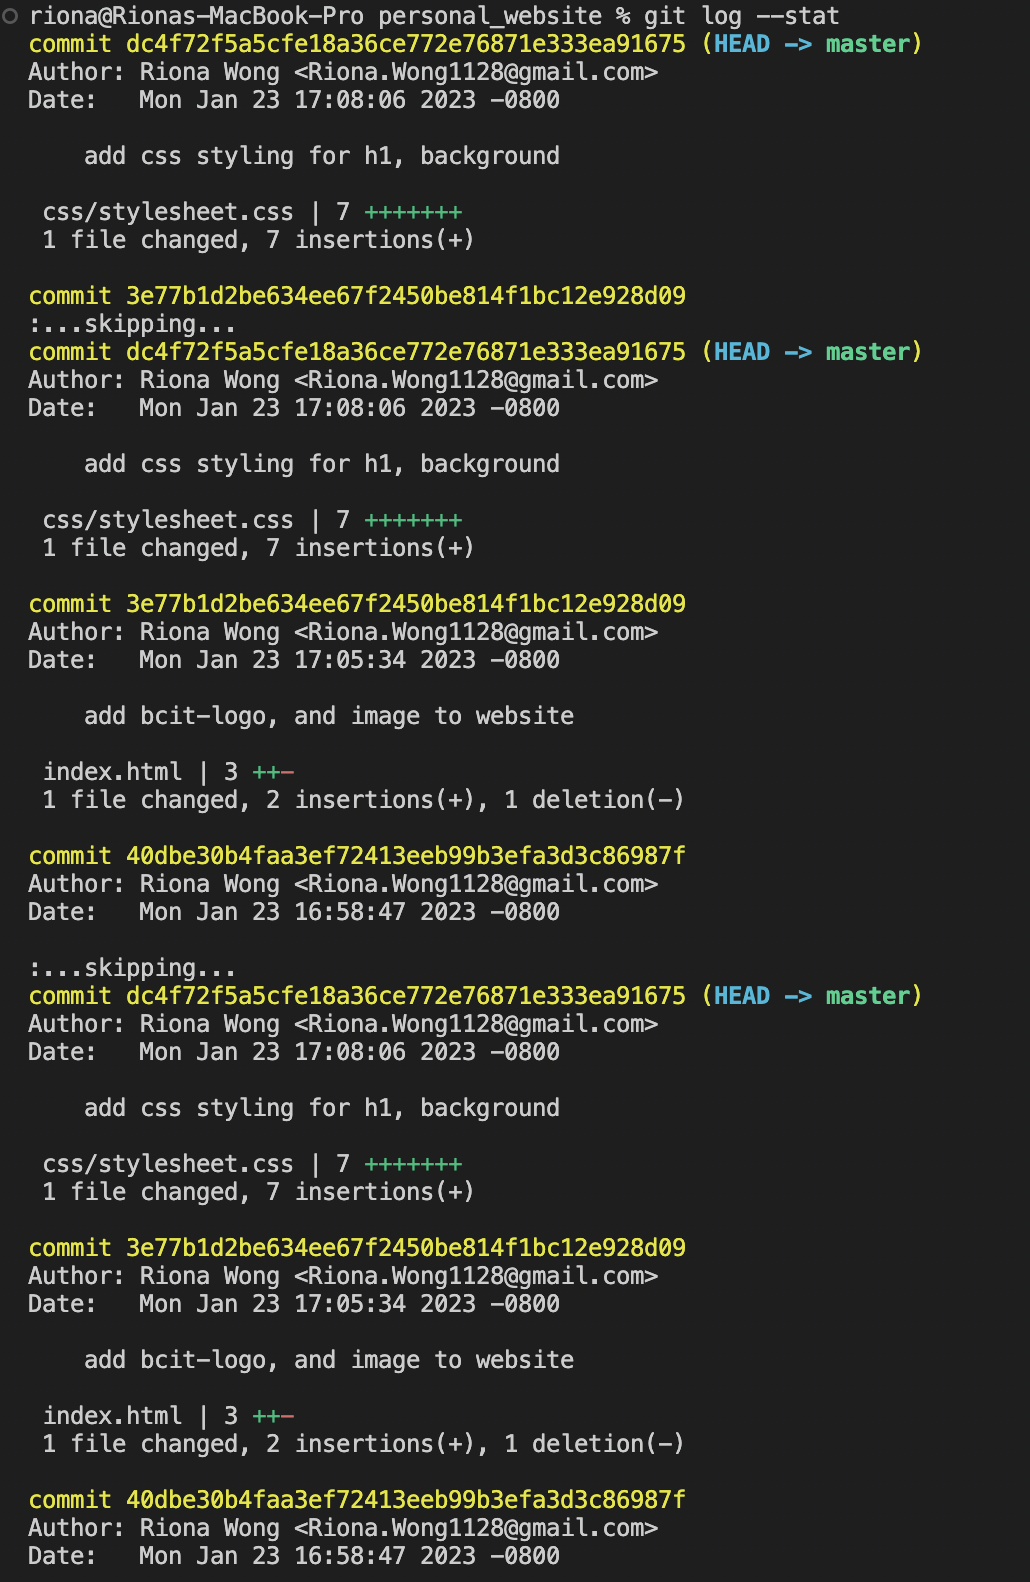 riona@Rionas-MacBook-Pro personal_website % git log --stat
commit dc4f72f5a5cfe18a36ce772e76871e333ea91675 (HEAD -> master)
Author: Riona Wong <Riona.Wong1128@gmail.com>
Date:   Mon Jan 23 17:08:06 2023 -0800

    add css styling for h1, background

 css/stylesheet.css | 7 +++++++
 1 file changed, 7 insertions(+)

commit 3e77b1d2be634ee67f2450be814f1bc12e928d09
:...skipping...
commit dc4f72f5a5cfe18a36ce772e76871e333ea91675 (HEAD -> master)
Author: Riona Wong <Riona.Wong1128@gmail.com>
Date:   Mon Jan 23 17:08:06 2023 -0800

    add css styling for h1, background

 css/stylesheet.css | 7 +++++++
 1 file changed, 7 insertions(+)

commit 3e77b1d2be634ee67f2450be814f1bc12e928d09
Author: Riona Wong <Riona.Wong1128@gmail.com>
Date:   Mon Jan 23 17:05:34 2023 -0800

    add bcit-logo, and image to website

 index.html | 3 ++-
 1 file changed, 2 insertions(+), 1 deletion(-)

commit 40dbe30b4faa3ef72413eeb99b3efa3d3c86987f
Author: Riona Wong <Riona.Wong1128@gmail.com>
Date:   Mon Jan 23 16:58:47 2023 -0800

:...skipping...
commit dc4f72f5a5cfe18a36ce772e76871e333ea91675 (HEAD -> master)
Author: Riona Wong <Riona.Wong1128@gmail.com>
Date:   Mon Jan 23 17:08:06 2023 -0800

    add css styling for h1, background

 css/stylesheet.css | 7 +++++++
 1 file changed, 7 insertions(+)

commit 3e77b1d2be634ee67f2450be814f1bc12e928d09
Author: Riona Wong <Riona.Wong1128@gmail.com>
Date:   Mon Jan 23 17:05:34 2023 -0800

    add bcit-logo, and image to website

 index.html | 3 ++-
 1 file changed, 2 insertions(+), 1 deletion(-)

commit 40dbe30b4faa3ef72413eeb99b3efa3d3c86987f
Author: Riona Wong <Riona.Wong1128@gmail.com>
Date:   Mon Jan 23 16:58:47 2023 -0800